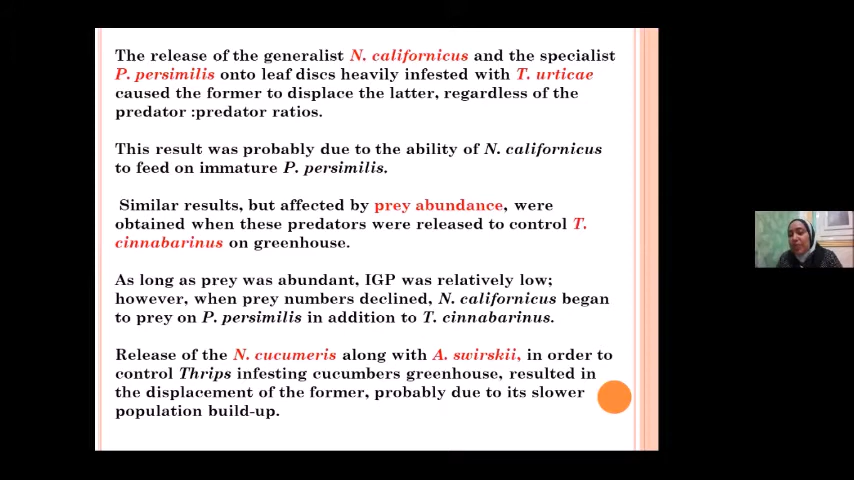 The release of the generalist N. californicus and the specialist
P. persimilis onto leaf discs heavily infested with T. urticae
caused the former to displace the latter, regardless of the
predator :predator ratios.
This result was probably due to the ability of N. californicus
to feed on immature P. persimilis.
Similar results, but affected by prey abundance, were
obtained when these predators were released to control T.
cinnabarinus on greenhouse.
As long as prey was abundant, IGP was relatively low;
however, when prey numbers declined, N. californicus began
to prey on P. persimilis in addition to T. cinnabarinus.
Release of the N. cucumeris along with A. swirskii, in order to
control Thrips infesting cucumbers greenhouse, resulted in
the displacement of the former, probably due to its slower
population build-up.